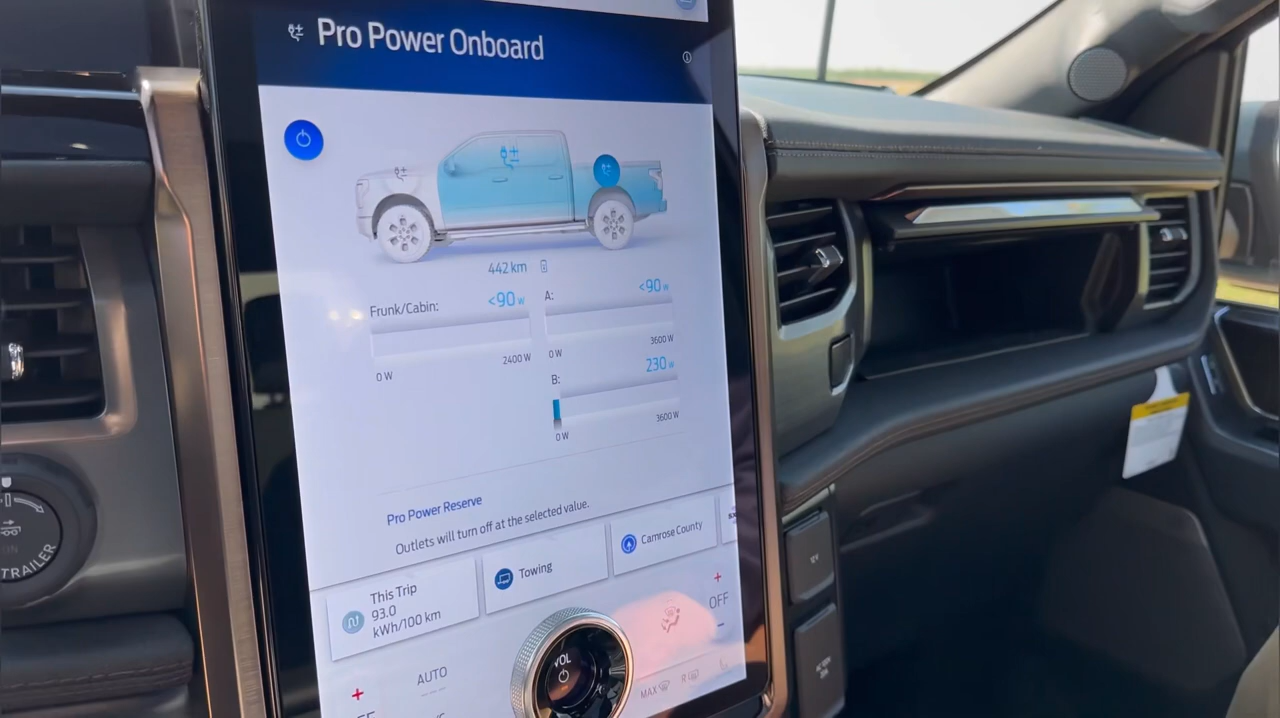 Pro Power Onboard
442 km
Frunk/Cabin:
<90 W
0 W
2400 W
A:
<90 W
0 W
3600 W
B:
230 W
0 W
3600 W
Pro Power Reserve
Outlets will turn off at the selected value.
This Trip
93.0
kWh/100 km
Towing
Camrose County
OFF
AUTO
VOL
MAX
R
TRAILER
12V